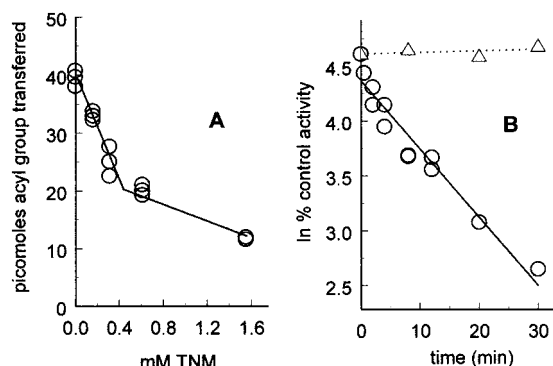 picomoles acyl group transferred
50
40
30
20
10
0
A
0.0 0.4 0.8 1.2 1.6
mM TNM
ln % control activity
4.5
4.0
3.5
3.0
2.5
B
0 10 20 30
time (min)